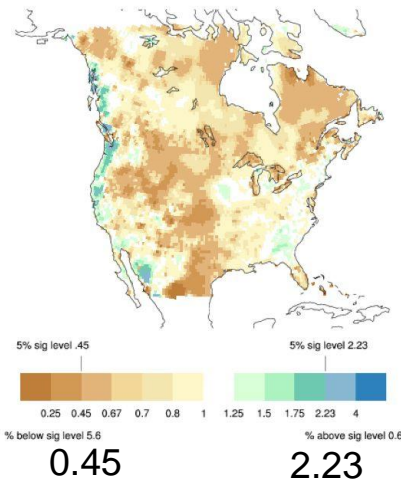 5% sig level .45 5% sig level 2.23
0.25 0.45 0.67 0.7 0.8 1 1.25 1.5 1.75 2.23 4
% below sig level 5.6 % above sig level 0.6
0.45 2.23